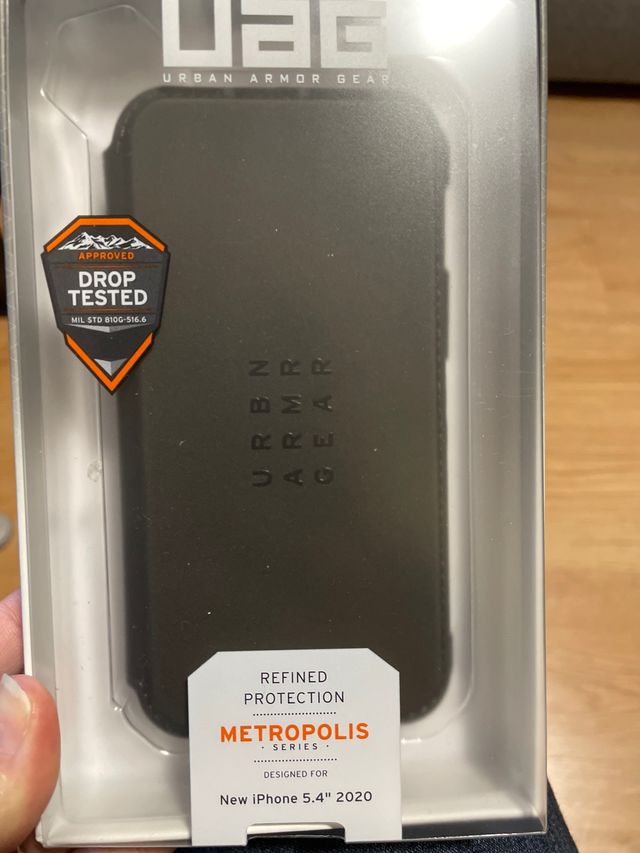 UAG
URBAN ARMOR GEAR
APPROVED
DROP
TESTED
MIL STD 810G-516.6
URBN
ARMR
GEAR
REFINED
PROTECTION
METROPOLIS
· SERIES ·
DESIGNED FOR
New iPhone 5.4" 2020